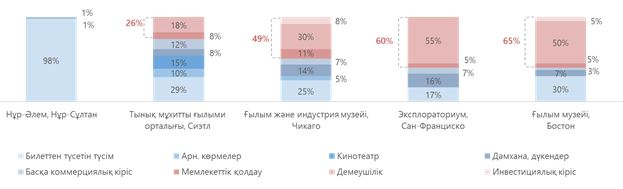 1%
1%
98%
Нұр-Әлем, Нұр-Сұлтан
26%
18%
8%
12%
8%
15%
10%
29%
Тынық мұхитты ғылыми
орталығы, Сиэтл
49%
8%
30%
11%
7%
14%
5%
25%
Ғылым және индустрия музейі,
Чикаго
60%
55%
5%
7%
16%
17%
Эксплораториум,
Сан-Франциско
65%
5%
50%
5%
7%
3%
30%
Ғылым музейі,
Бостон
Билеттен түсетін түсім
Арн. көрмелер
Кинотеатр
Дәмхана, дүкендер
Басқа коммерциялық кіріс
Мемлекеттік қолдау
Демеушілік
Инвестициялық кіріс